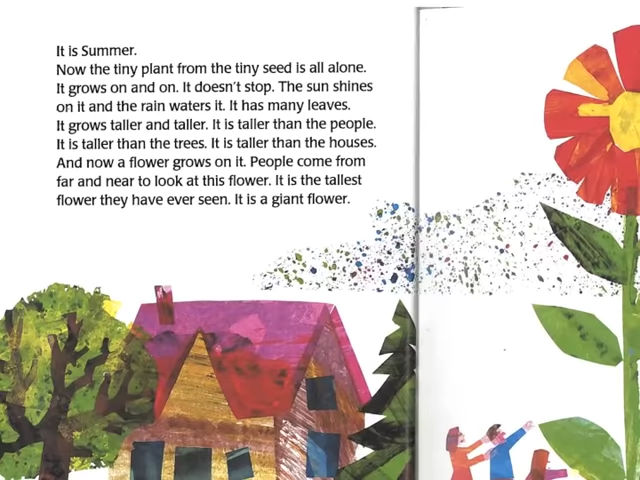 It is Summer.
Now the tiny plant from the tiny seed is all alone.
It grows on and on. It doesn't stop. The sun shines
on it and the rain waters it. It has many leaves.
It grows taller and taller. It is taller than the people.
It is taller than the trees. It is taller than the houses.
And now a flower grows on it. People come from
far and near to look at this flower. It is the tallest
flower they have ever seen. It is a giant flower.